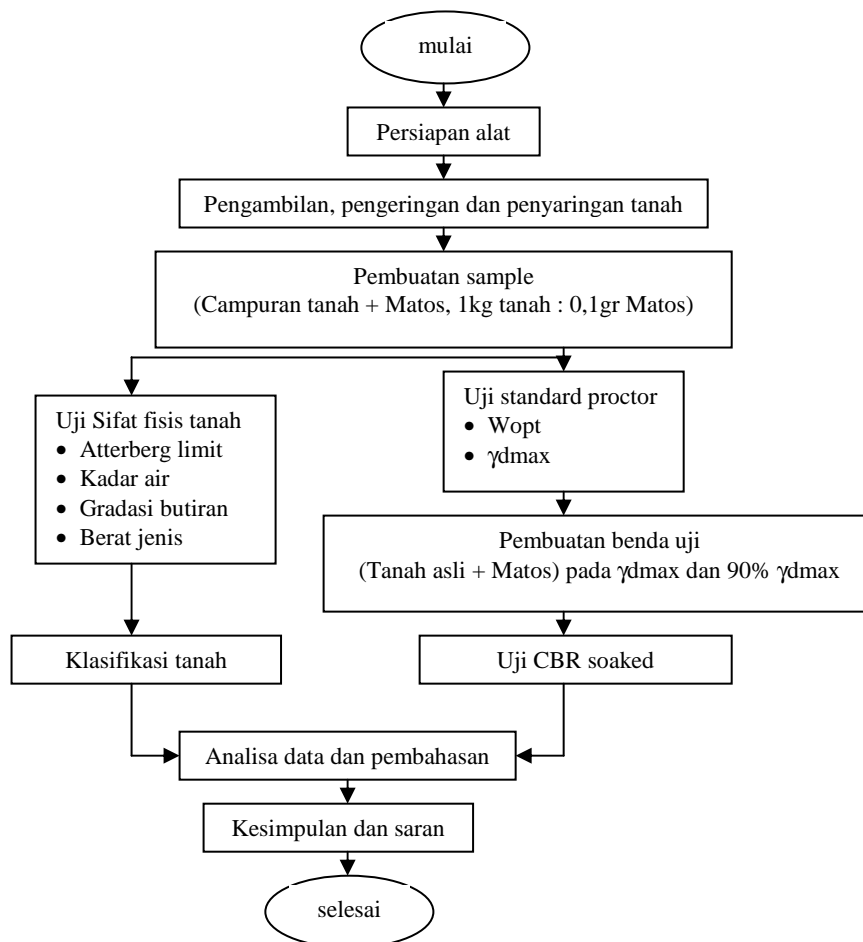 mulai
Persiapan alat
Pengambilan, pengeringan dan penyaringan tanah
Pembuatan sample
(Campuran tanah + Matos, 1kg tanah : 0,1gr Matos)
Uji Sifat fisis tanah
• Atterberg limit
• Kadar air
• Gradasi butiran
• Berat jenis
Uji standard proctor
• Wopt
• γdmax
Pembuatan benda uji
(Tanah asli + Matos) pada γdmax dan 90% γdmax
Klasifikasi tanah
Uji CBR soaked
Analisa data dan pembahasan
Kesimpulan dan saran
selesai